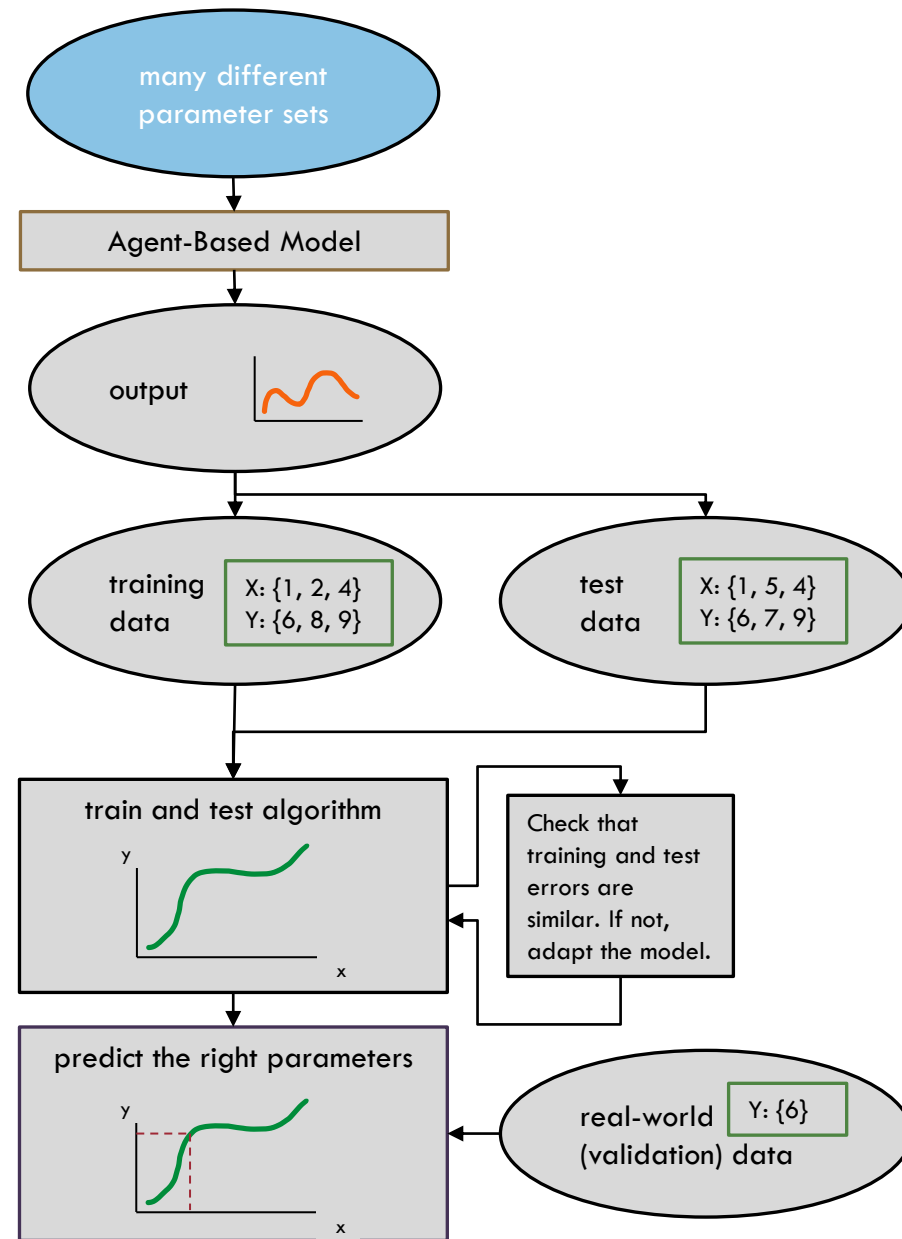 many different
parameter sets
Agent-Based Model
output
training
data
X: {1, 2, 4}
Y: {6, 8, 9}
test
data
X: {1, 5, 4}
Y: {6, 7, 9}
train and test algorithm
y
x
Check that
training and test
errors are
similar. If not,
adapt the model.
predict the right parameters
y
x
real-world
(validation) data
Y: {6}